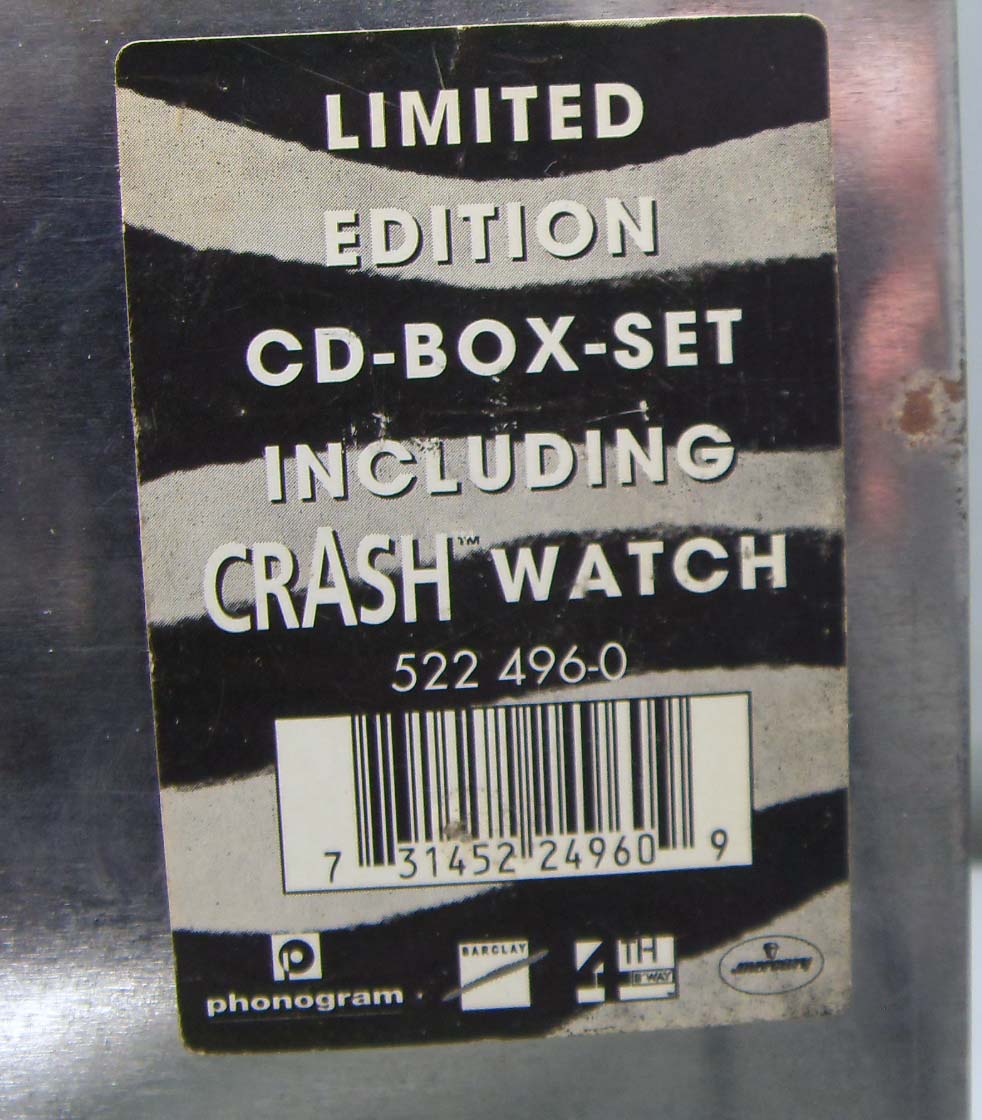 LIMITED
EDITION
CD-BOX-SET
INCLUDING
CRASH™ WATCH
522 496-0
7 31452 24960 9
BARCLAY
4TH
B'WAY
phonogram
mercury